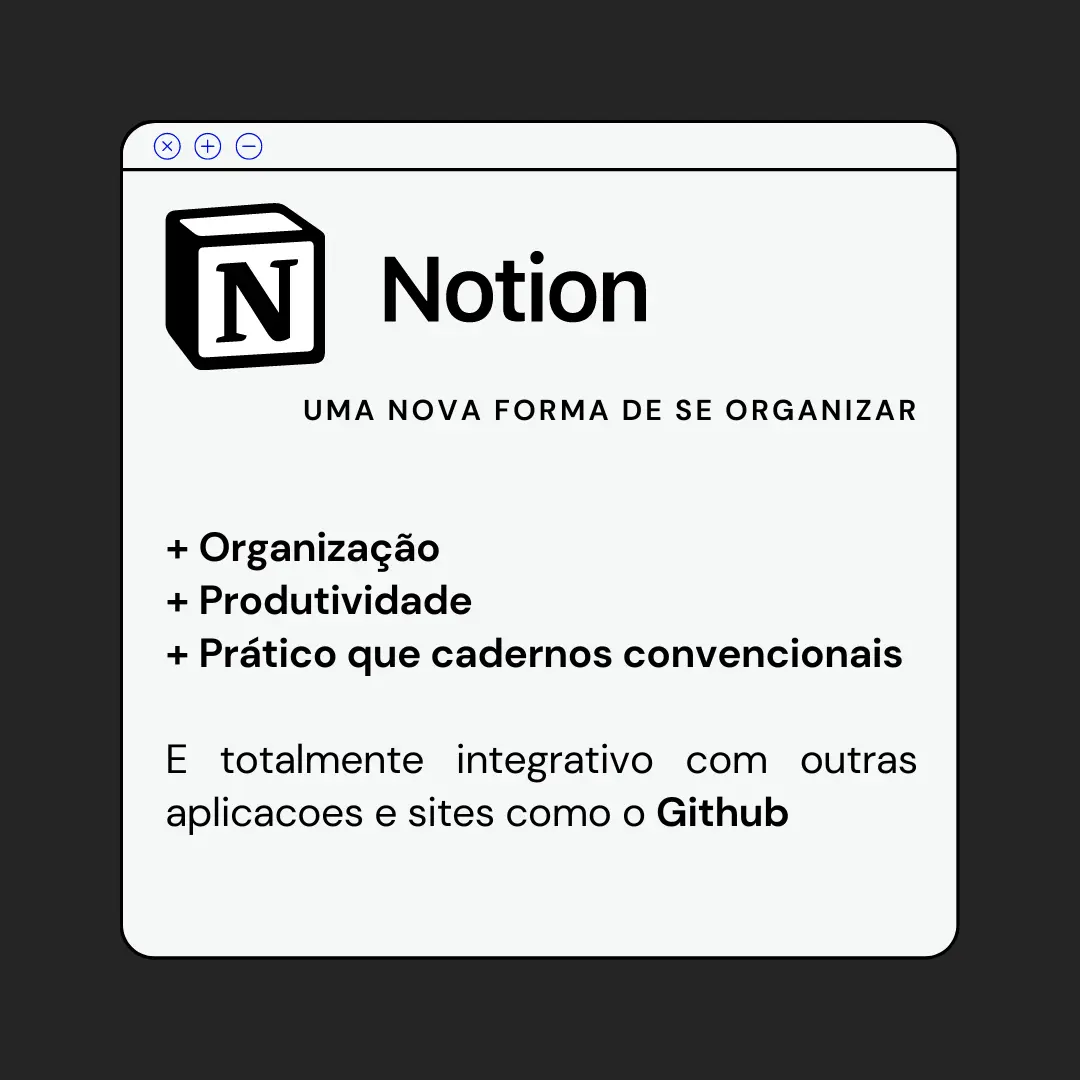 N
Notion
UMA NOVA FORMA DE SE ORGANIZAR
+ Organização
+ Produtividade
+ Prático que cadernos convencionais
E totalmente integrativo com outras
aplicacoes e sites como o Github